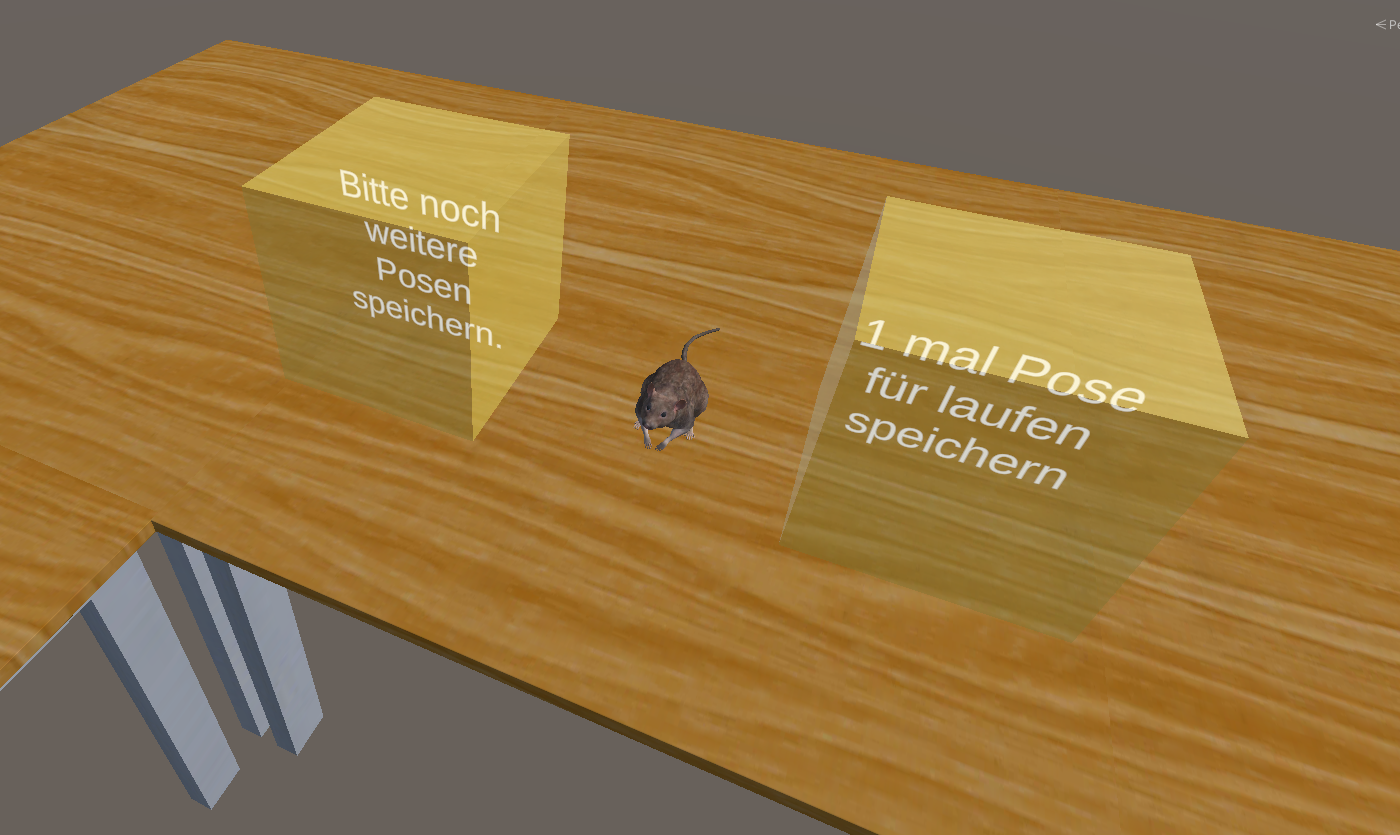 Bitte noch
weitere
Posen
speichern.
1 mal Pose
für laufen
speichern